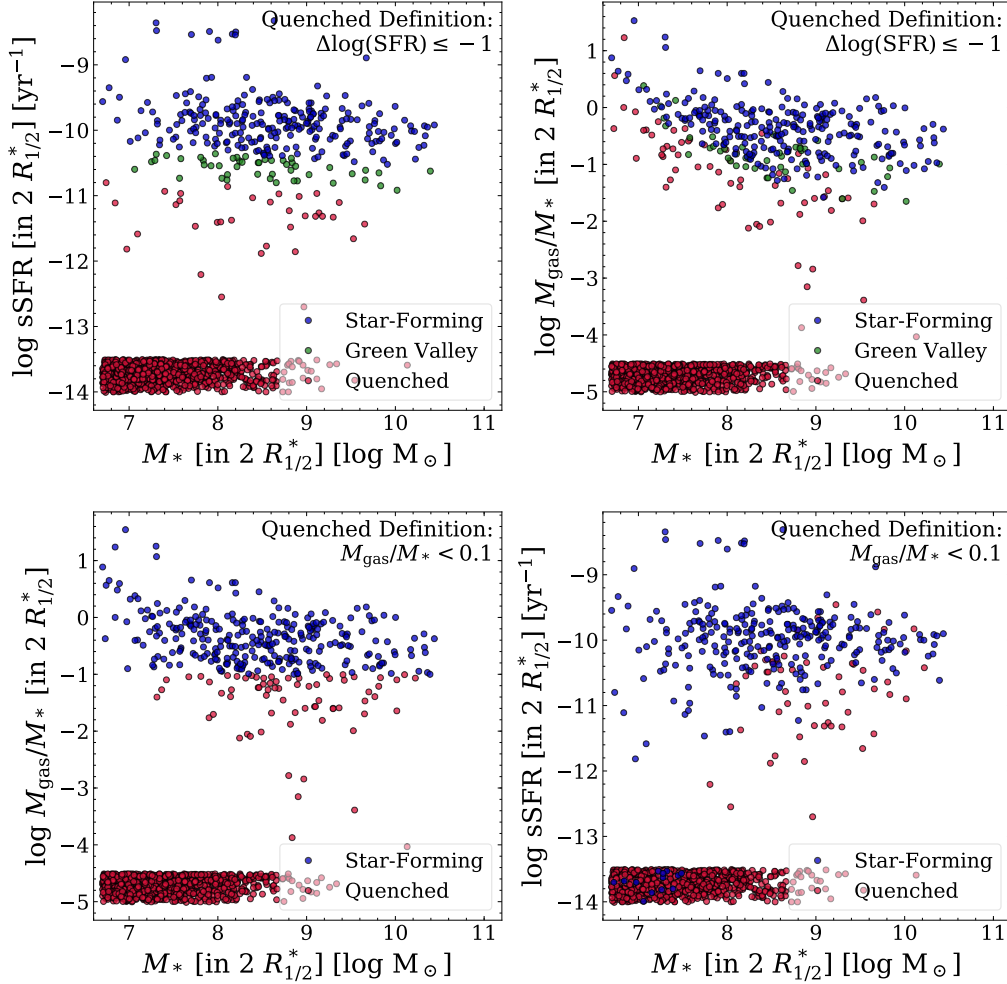 Quenched Definition:
Δlog(SFR) ≤ −1
log sSFR [in 2 R*1/2] [yr−1]
−9
−10
−11
−12
−13
−14
Star-Forming
Green Valley
Quenched
7 8 9 10 11
M* [in 2 R*1/2] [log M⊙]
Quenched Definition:
Δlog(SFR) ≤ −1
log Mgas/M* [in 2 R*1/2]
1
0
−1
−2
−3
−4
−5
Star-Forming
Green Valley
Quenched
7 8 9 10 11
M* [in 2 R*1/2] [log M⊙]
Quenched Definition:
Mgas/M* < 0.1
log Mgas/M* [in 2 R*1/2]
1
0
−1
−2
−3
−4
−5
Star-Forming
Quenched
7 8 9 10 11
M* [in 2 R*1/2] [log M⊙]
Quenched Definition:
Mgas/M* < 0.1
log sSFR [in 2 R*1/2] [yr−1]
−9
−10
−11
−12
−13
−14
Star-Forming
Quenched
7 8 9 10 11
M* [in 2 R*1/2] [log M⊙]